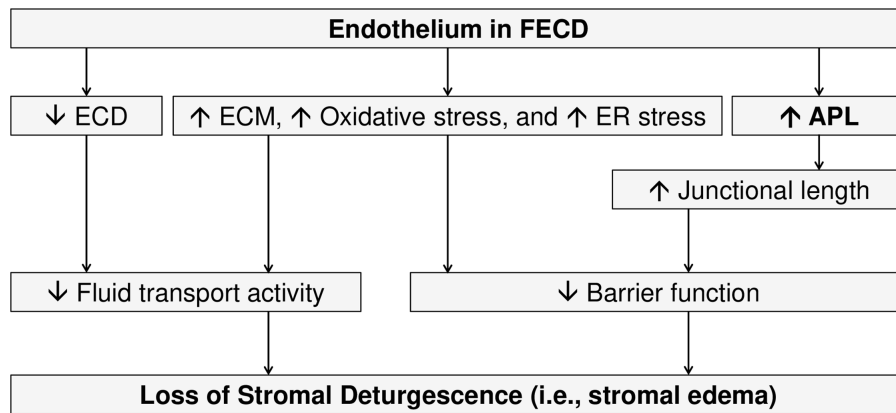 Endothelium in FECD
↓ ECD
↑ ECM, ↑ Oxidative stress, and ↑ ER stress
↑ APL
↑ Junctional length
↓ Fluid transport activity
↓ Barrier function
Loss of Stromal Deturgescence (i.e., stromal edema)